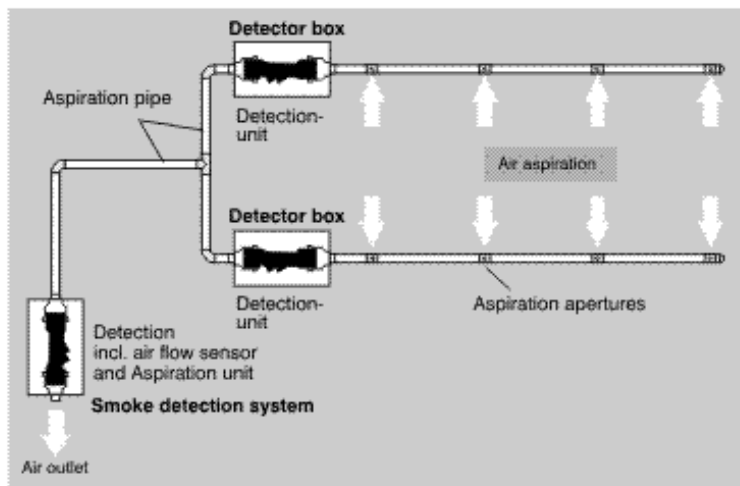 Detector box
Aspiration pipe
Detection-
unit
Air aspiration
Detector box
Detection-
unit
Aspiration apertures
Detection
incl. air flow sensor
and Aspiration unit
Smoke detection system
Air outlet